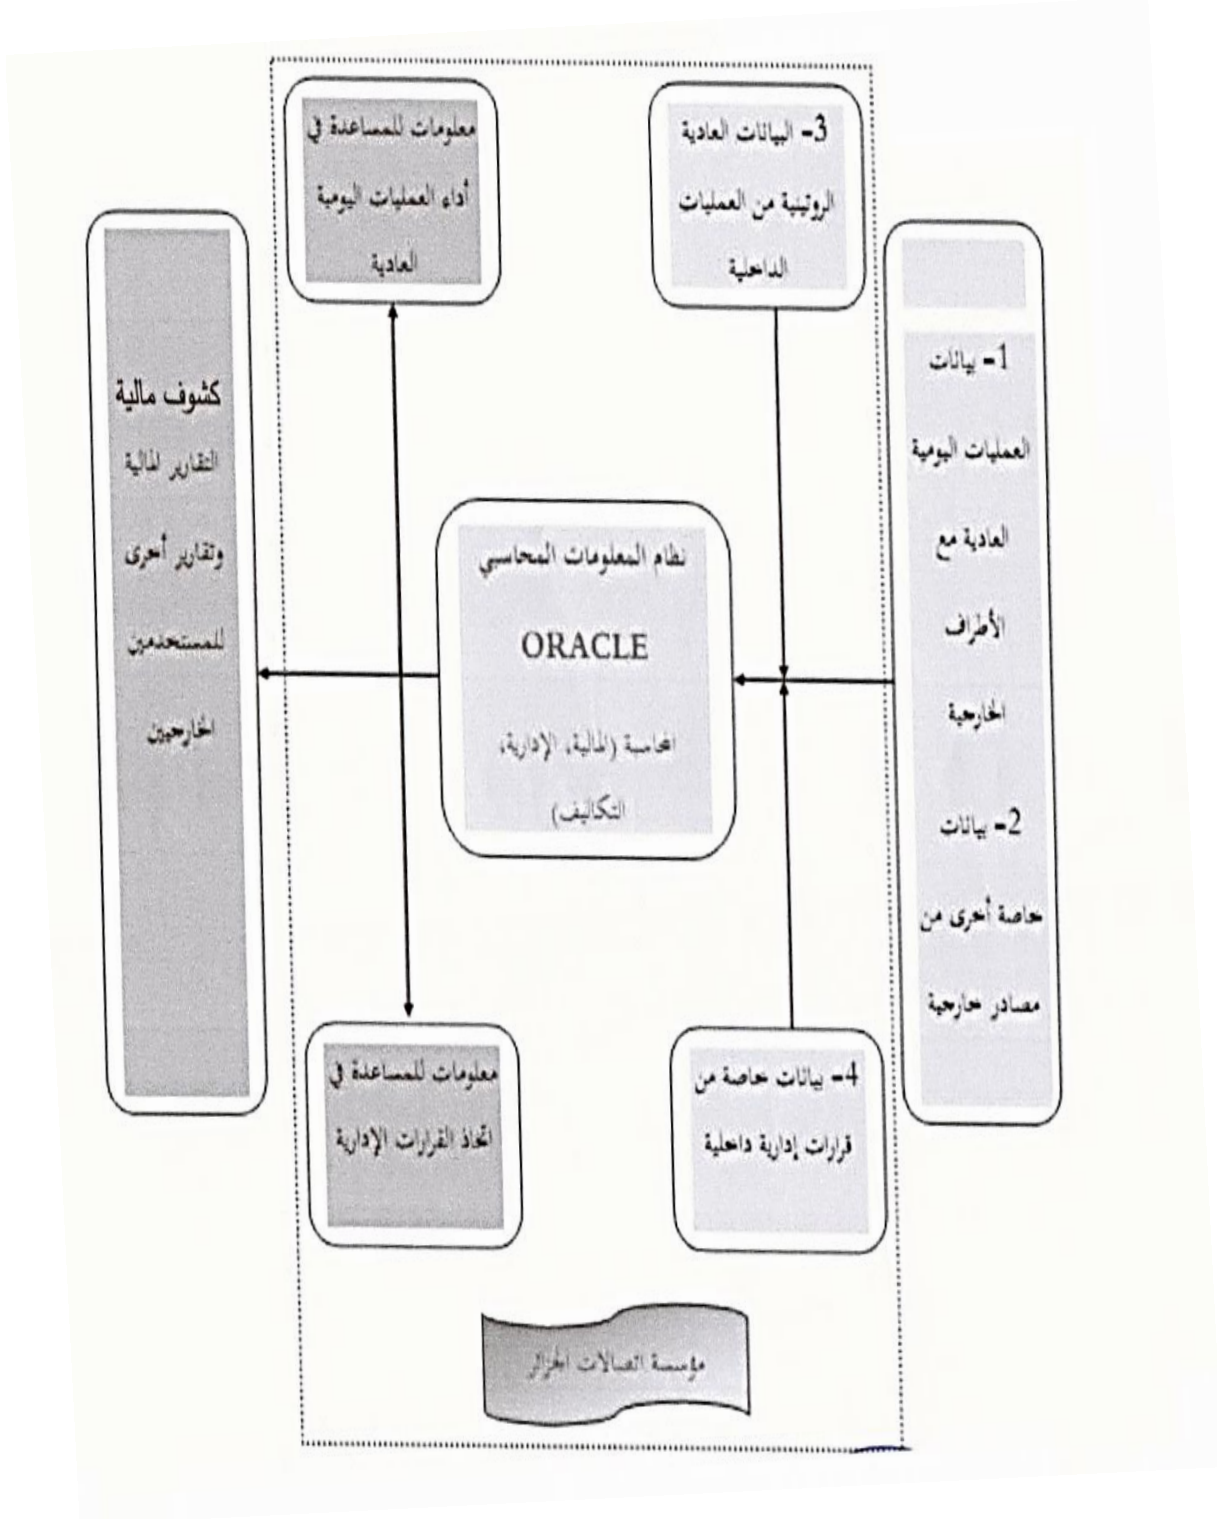 1- بيانات
العمليات اليومية
العادية مع
الأطراف
الخارجية
2- بيانات
خاصة أخرى من
مصادر خارجية
3- البيانات العادية
الروتينية من العمليات
الداخلية
4- بيانات خاصة من
قرارات إدارية داخلية
نظام المعلومات المحاسبي
ORACLE
المحاسبة (المالية، الإدارية،
التكاليف)
معلومات للمساعدة في
أداء العمليات اليومية
العادية
معلومات للمساعدة في
اتخاذ القرارات الإدارية
كشوف مالية
التقارير المالية
وتقارير أخرى
للمستخدمين
الخارجيين
مؤسسة اتصالات الجزائر